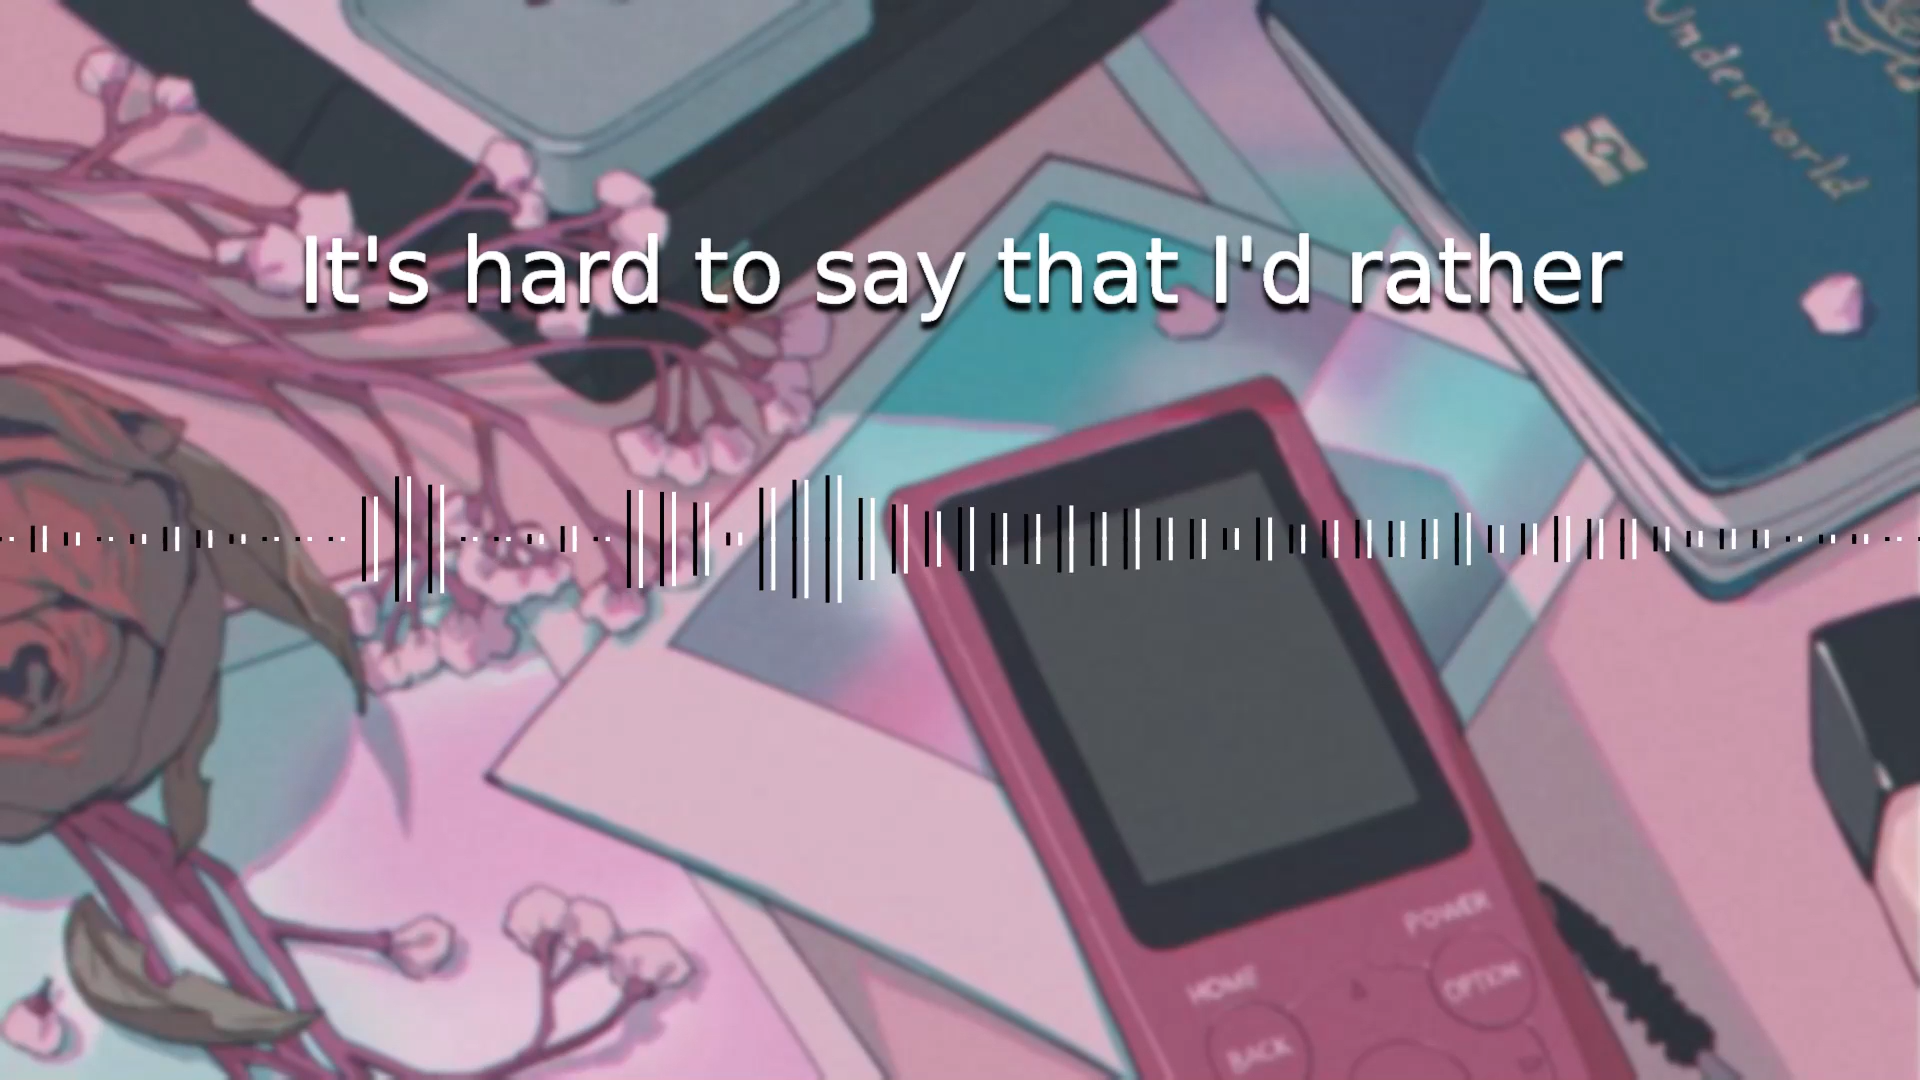 Underworld
It's hard to say that I'd rather
POWER
HOME
OPTION
BACK